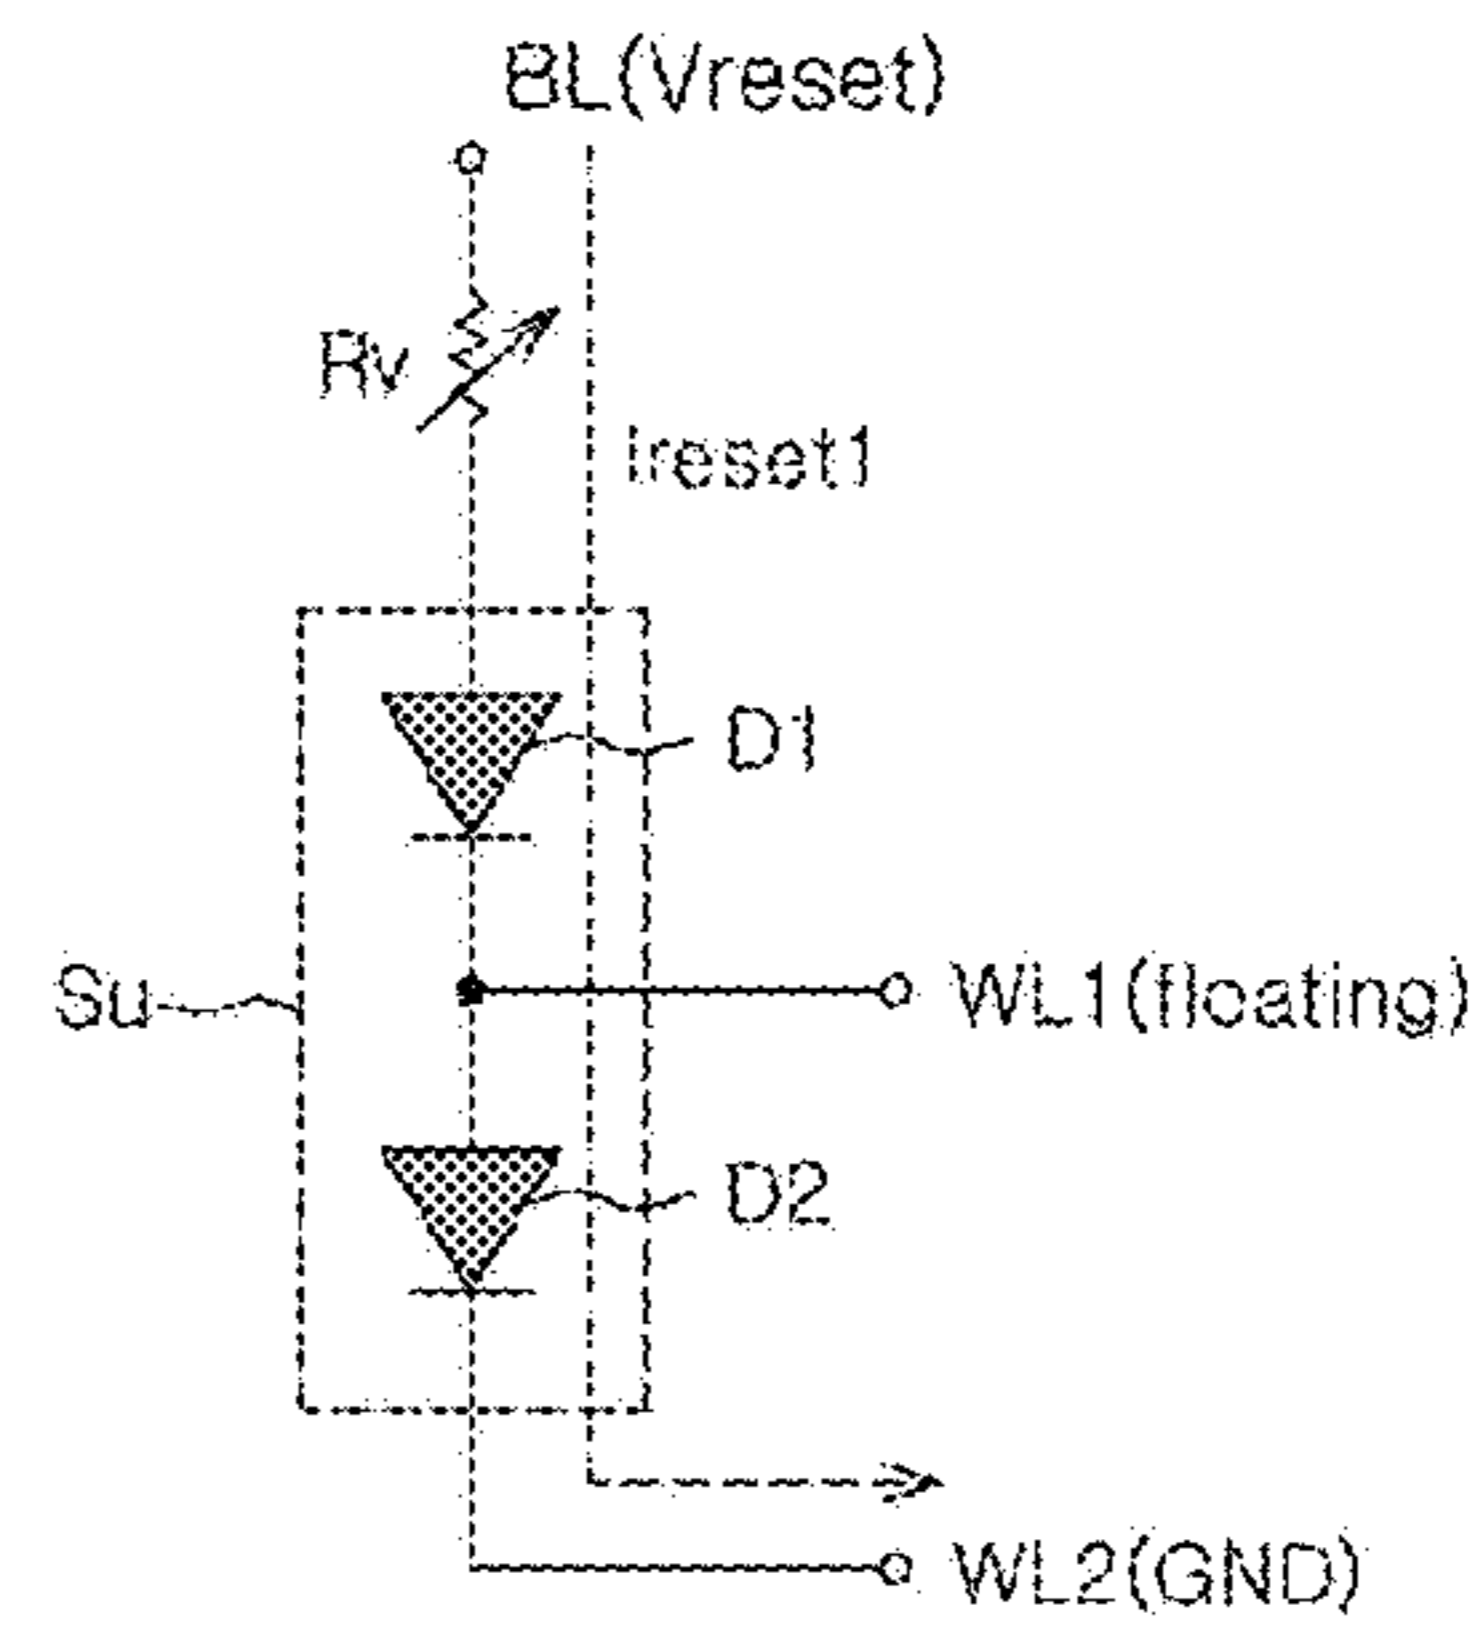 BL(Vreset)
Rv
Ireset1
D1
Su
WL1(floating)
D2
WL2(GND)